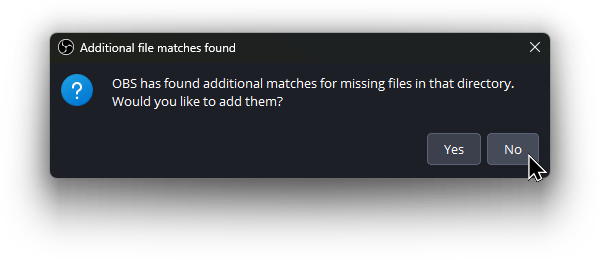 Additional file matches found
OBS has found additional matches for missing files in that directory.
Would you like to add them?
Yes
No